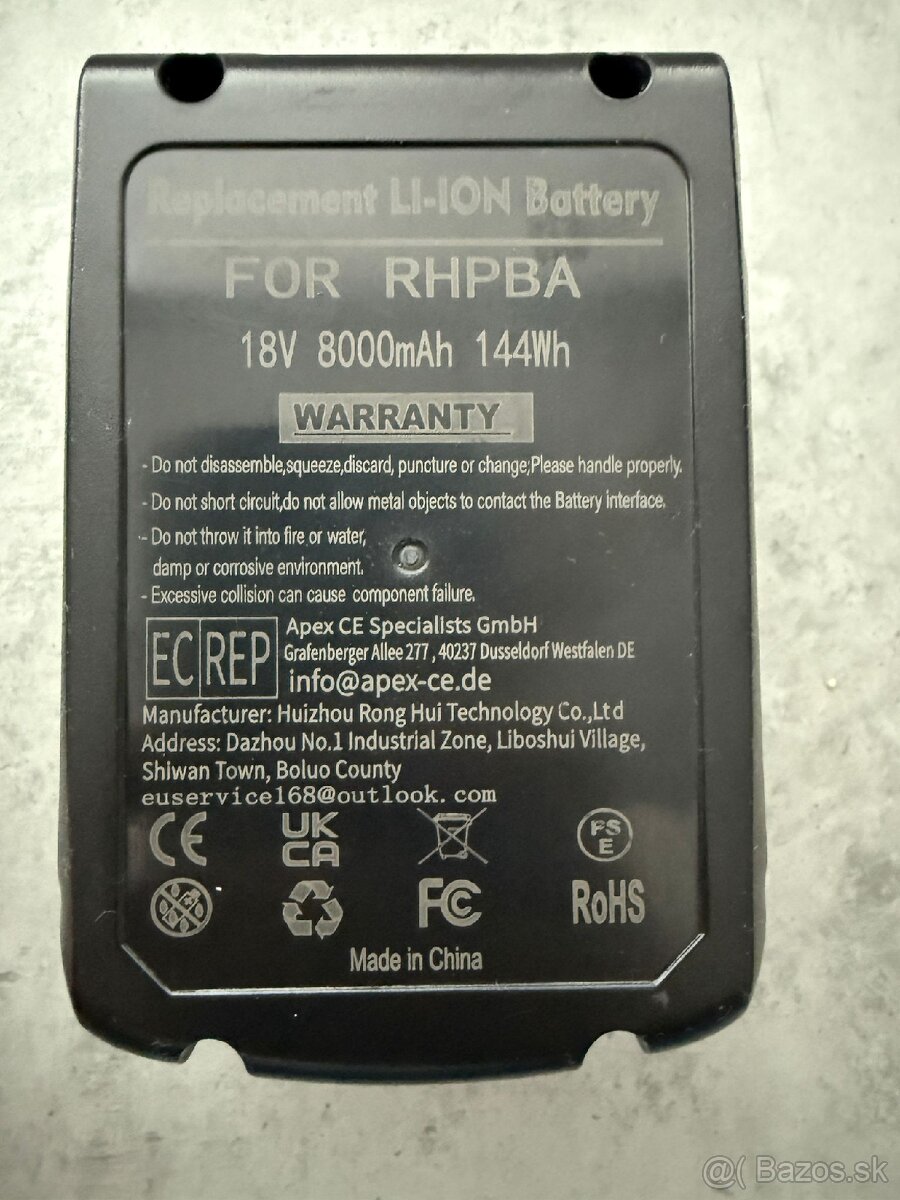 Replacement LI-ION Battery
FOR RHPBA
18V 8000mAh 144Wh
WARRANTY
- Do not disassemble,squeeze,discard, puncture or change;Please handle properly.
- Do not short circuit,do not allow metal objects to contact the Battery interface.
- Do not throw it into fire or water,
damp or corrosive environment.
- Excessive collision can cause component failure.
EC REP
Apex CE Specialists GmbH
Grafenberger Allee 277 , 40237 Dusseldorf Westfalen DE
info@apex-ce.de
Manufacturer: Huizhou Rong Hui Technology Co.,Ltd
Address: Dazhou No.1 Industrial Zone, Liboshui Village,
Shiwan Town, Boluo County
euservice168@outlook.com
CE UK CA PS E
FC RoHS
Made in China
@( Bazos.sk